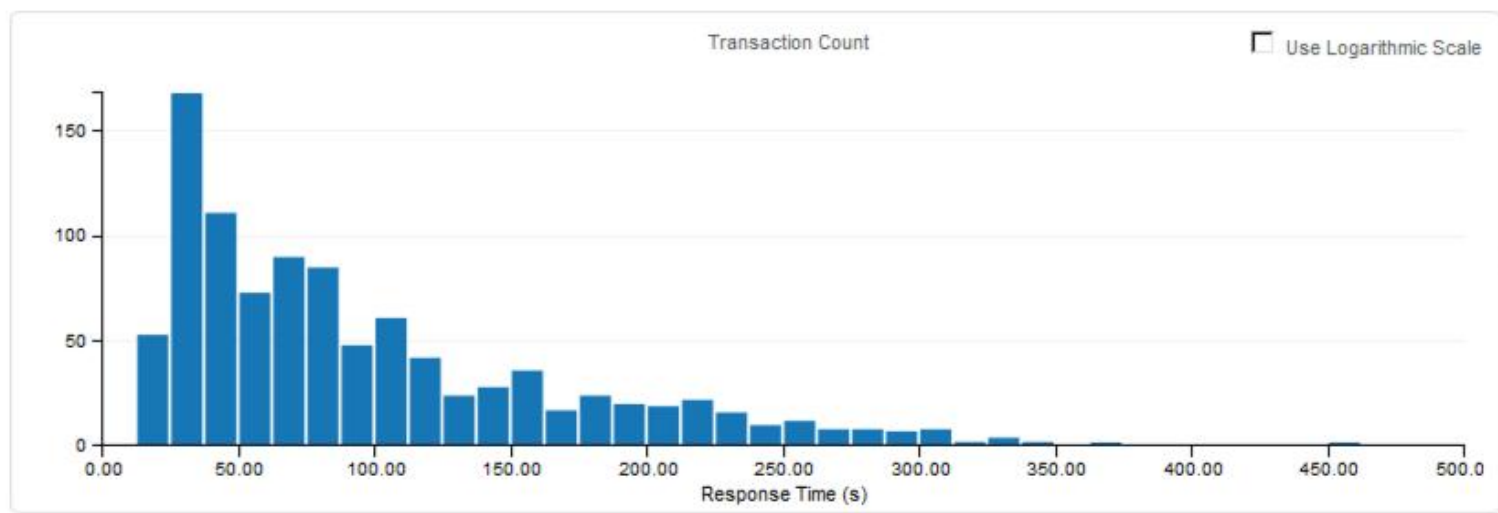 Transaction Count
Use Logarithmic Scale
150
100
50
0
0.00 50.00 100.00 150.00 200.00 250.00 300.00 350.00 400.00 450.00 500.0
Response Time (s)